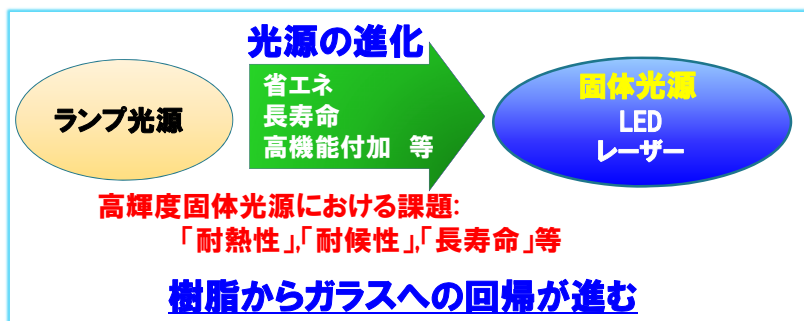 光源の進化
ランプ光源
省エネ
長寿命
高機能付加 等
固体光源
LED
レーザー
高輝度固体光源における課題:
「耐熱性」,「耐候性」,「長寿命」等
樹脂からガラスへの回帰が進む